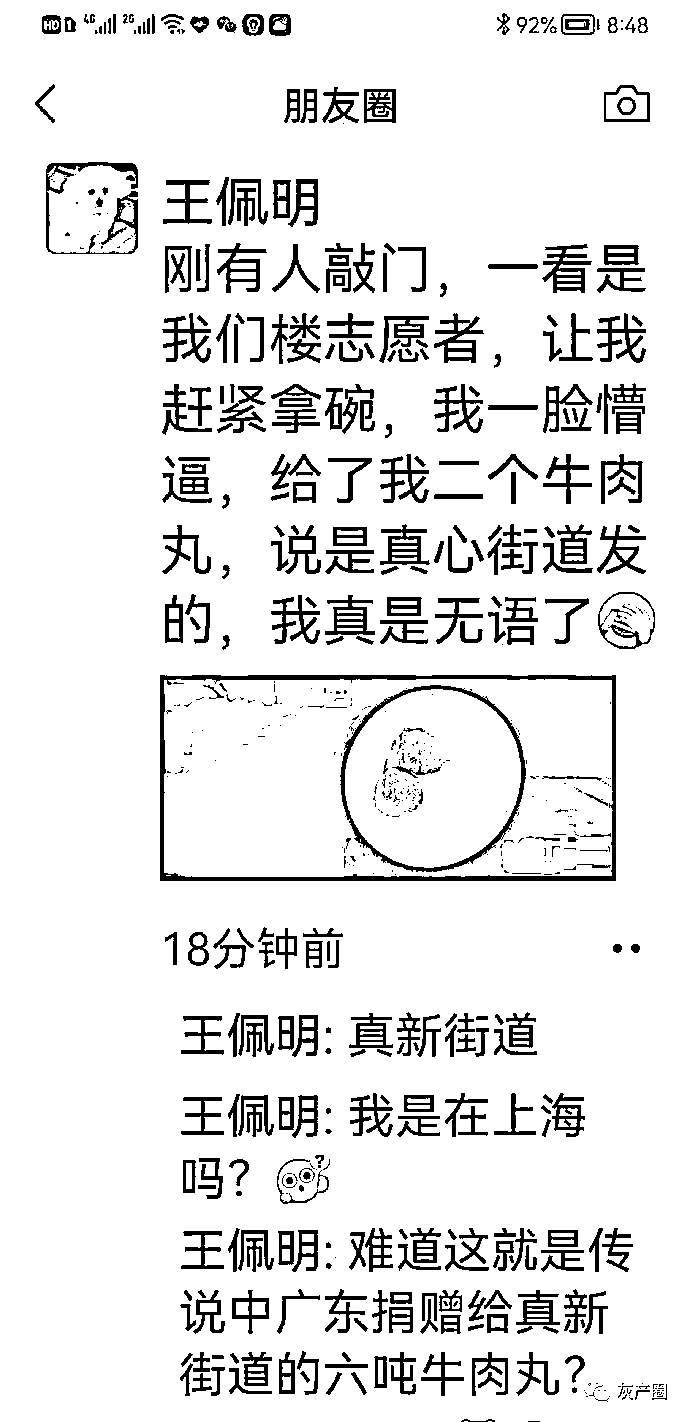 HD 4G 2G 92% 8:48
朋友圈
王佩明
刚有人敲门，一看是
我们楼志愿者，让我
赶紧拿碗，我一脸懵
逼，给了我二个牛肉
丸，说是真心街道发
的，我真是无语了
18分钟前
王佩明: 真新街道
王佩明: 我是在上海
吗？
王佩明: 难道这就是传
说中广东捐赠给真新
街道的六吨牛肉丸？
灰产圈